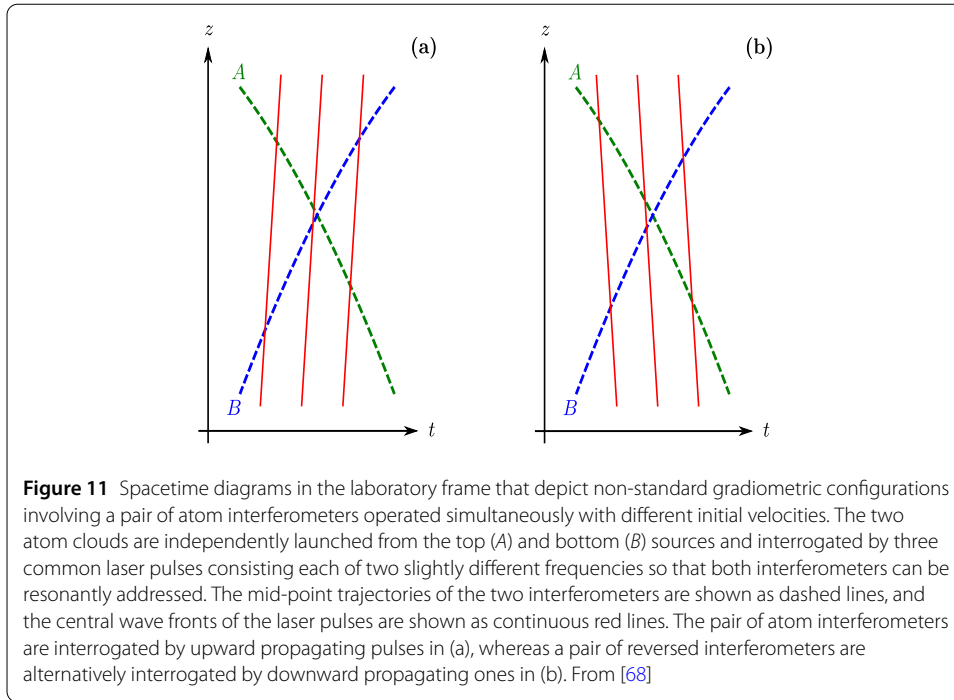 z
(a)
A
B
t
z
(b)
A
B
t
Figure 11 Spacetime diagrams in the laboratory frame that depict non-standard gradiometric configurations
involving a pair of atom interferometers operated simultaneously with different initial velocities. The two
atom clouds are independently launched from the top (A) and bottom (B) sources and interrogated by three
common laser pulses consisting each of two slightly different frequencies so that both interferometers can be
resonantly addressed. The mid-point trajectories of the two interferometers are shown as dashed lines, and
the central wave fronts of the laser pulses are shown as continuous red lines. The pair of atom interferometers
are interrogated by upward propagating pulses in (a), whereas a pair of reversed interferometers are
alternatively interrogated by downward propagating ones in (b). From [68]